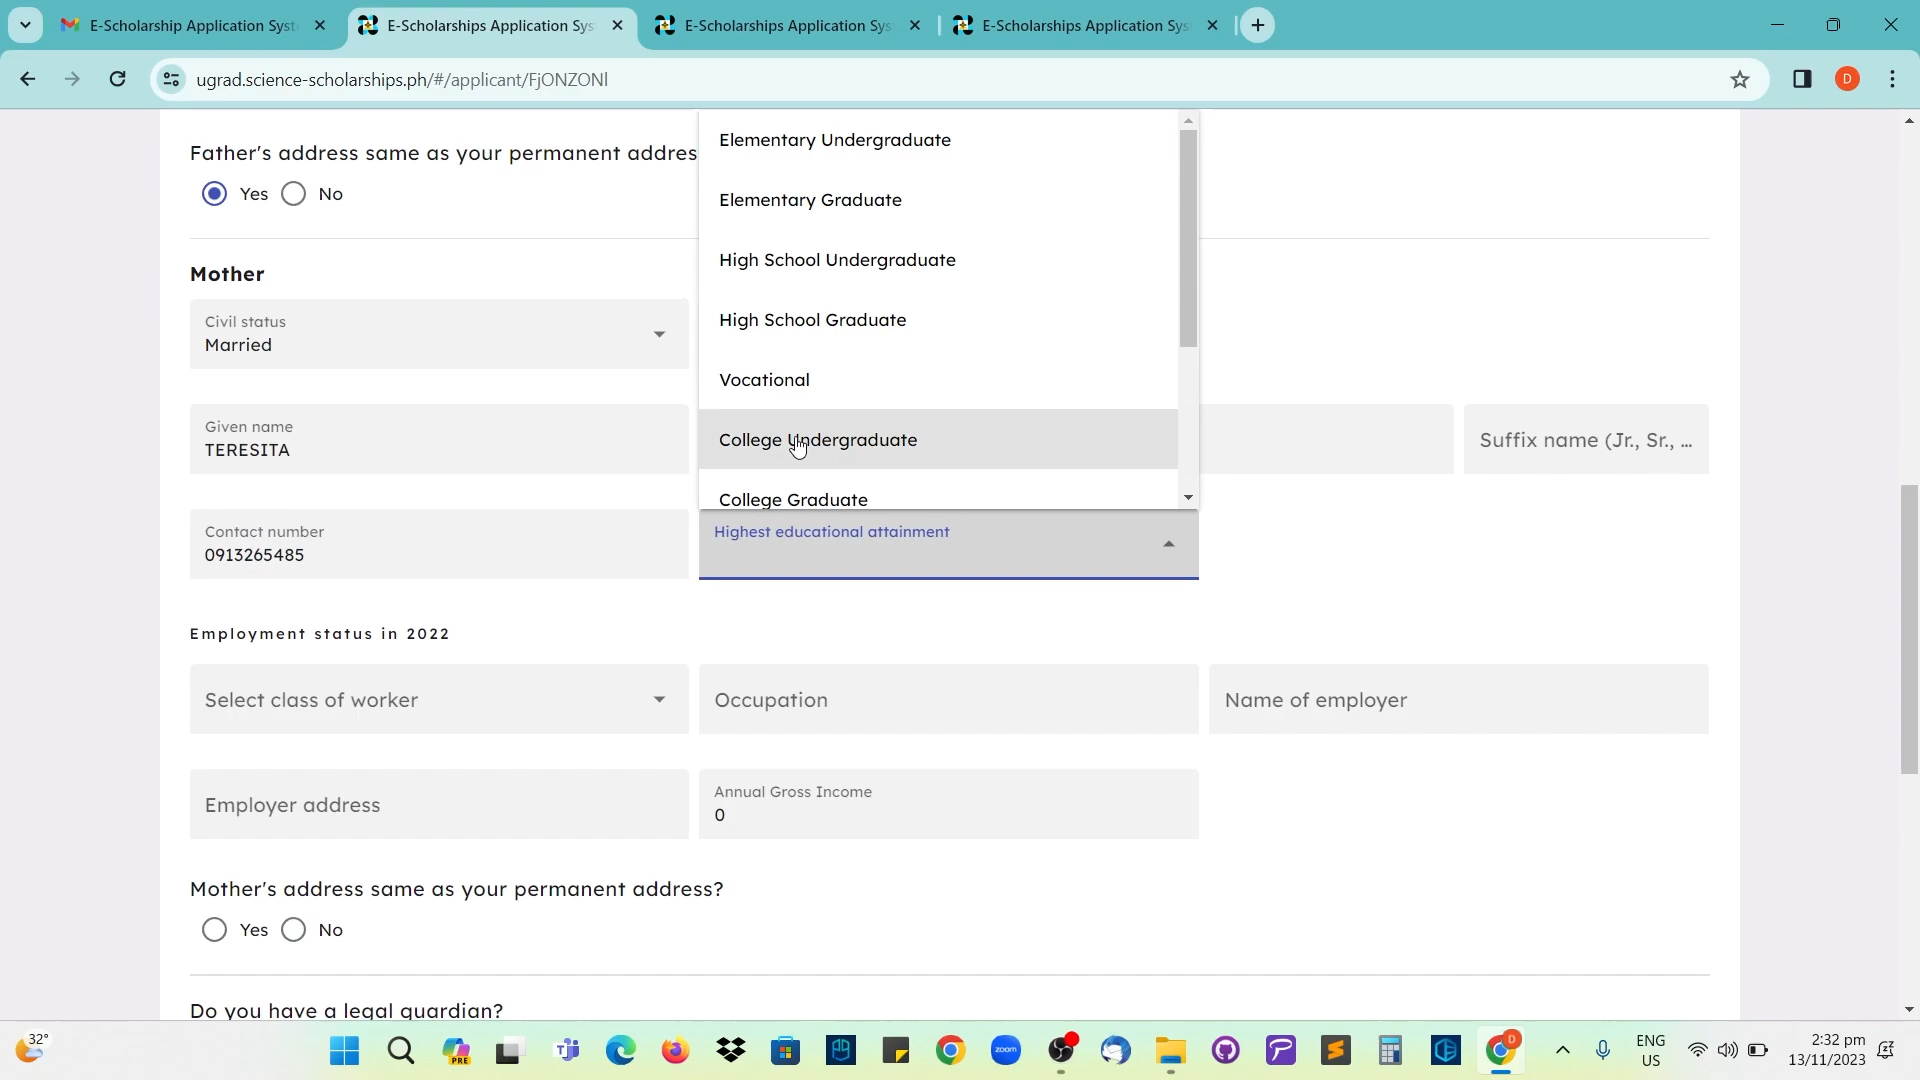 E-Scholarship Application Syst
E-Scholarships Application Sys
E-Scholarships Application Sys
E-Scholarships Application Sys
ugrad.science-scholarships.ph/#/applicant/FjONZONl
D
Father's address same as your permanent addres
Yes
No
Elementary Undergraduate
Elementary Graduate
High School Undergraduate
High School Graduate
Vocational
College Undergraduate
College Graduate
Mother
Civil status
Married
Given name
TERESITA
Suffix name (Jr., Sr., ...
Contact number
0913265485
Highest educational attainment
Employment status in 2022
Select class of worker
Occupation
Name of employer
Employer address
Annual Gross Income
0
Mother's address same as your permanent address?
Yes
No
Do you have a legal guardian?
32°
PRE
zoom
D
ENG
US
2:32 pm
13/11/2023